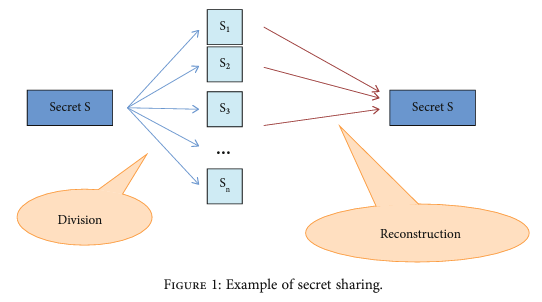 S1
S2
Secret S
S3
Secret S
...
Sn
Division
Reconstruction
FIGURE 1: Example of secret sharing.